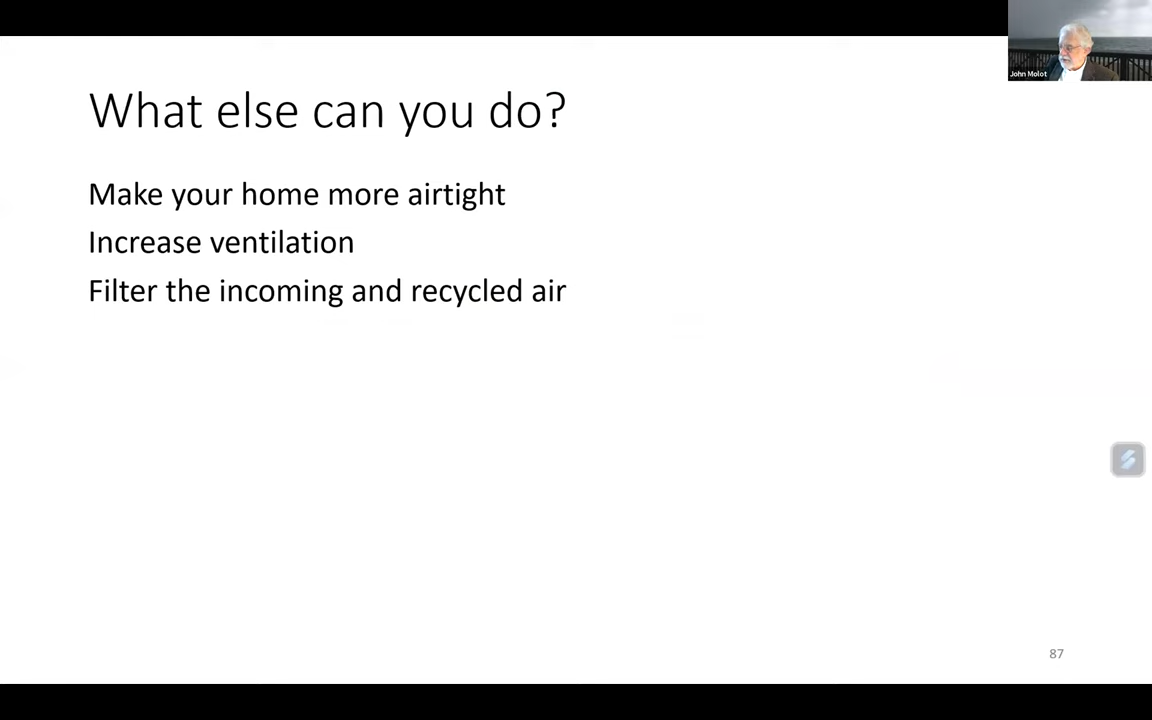 John Molot
What else can you do?
Make your home more airtight
Increase ventilation
Filter the incoming and recycled air
87